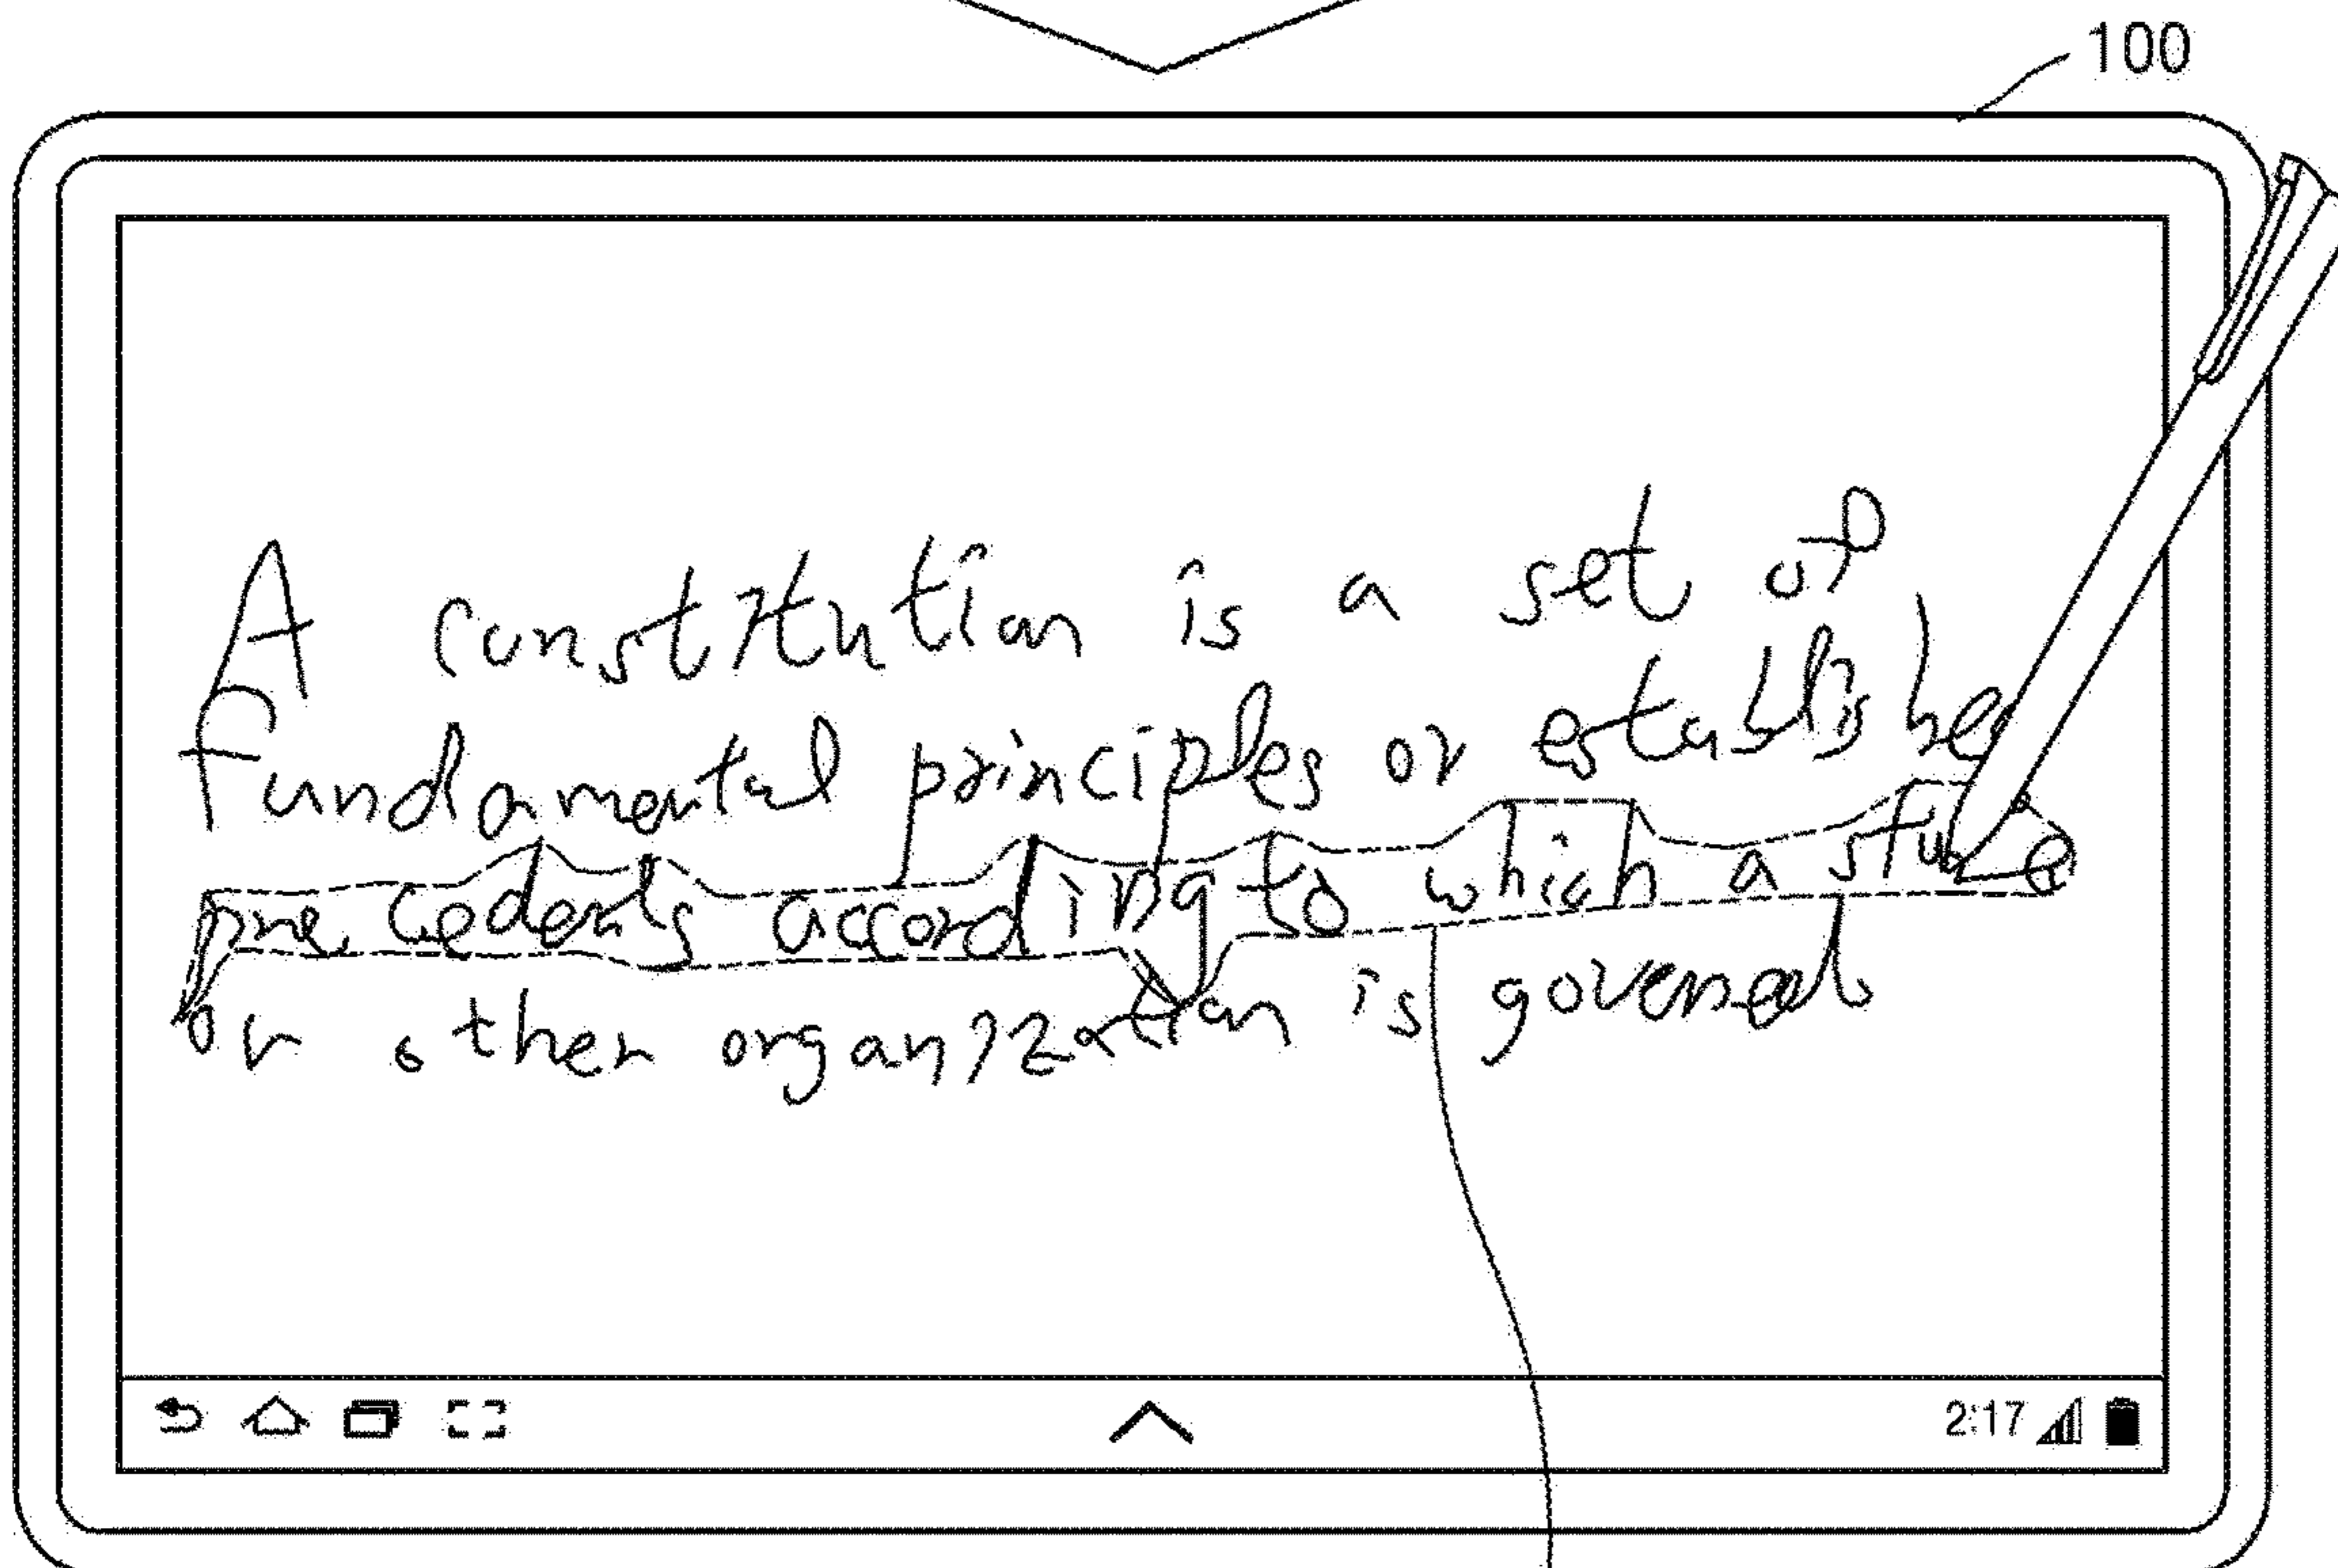 100
A constitution is a set of
fundamental principles or establishe
precedents according to which a state
or other organization is governed
2:17